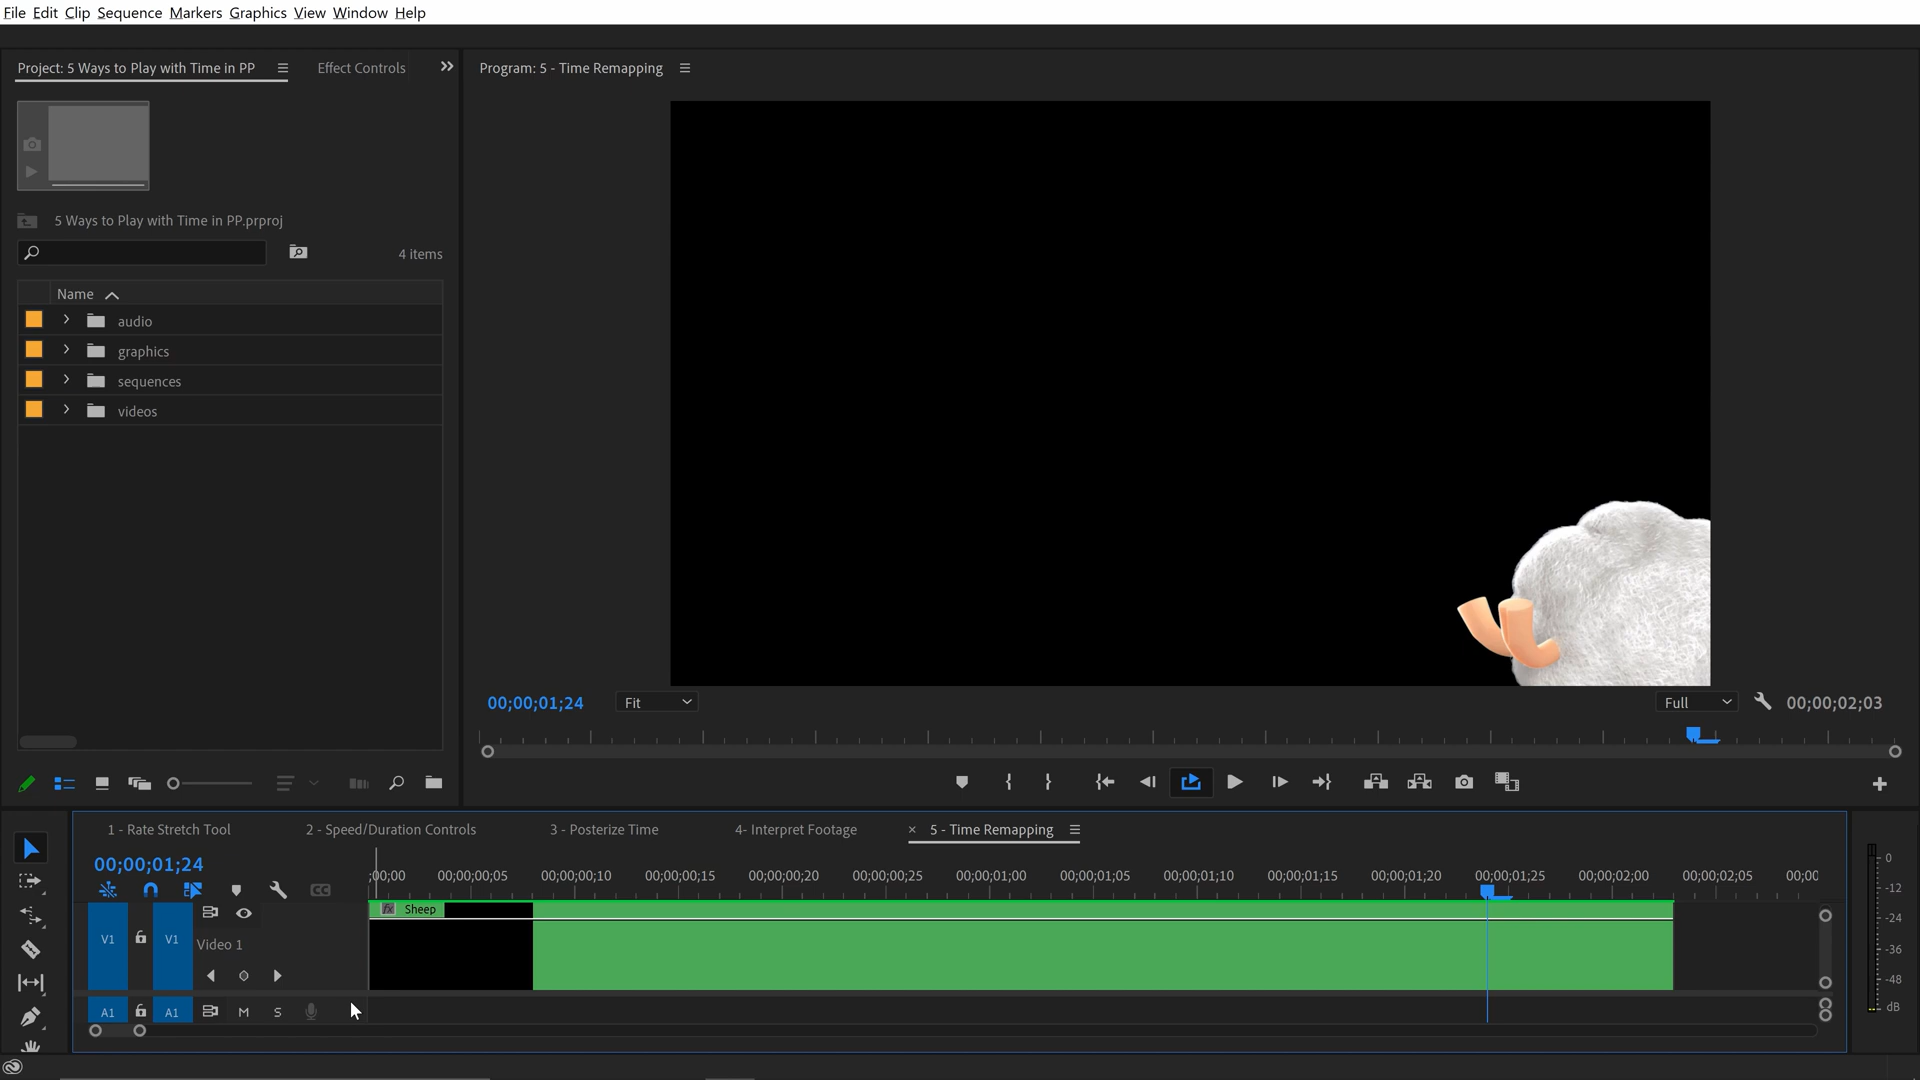 File Edit Clip Sequence Markers Graphics View Window Help
Project: 5 Ways to Play with Time in PP
Effect Controls
Program: 5 - Time Remapping
5 Ways to Play with Time in PP.prproj
4 items
Name
audio
graphics
sequences
videos
00;00;01;24
Fit
Full
00;00;02;03
1 - Rate Stretch Tool
2 - Speed/Duration Controls
3 - Posterize Time
4- Interpret Footage
× 5 - Time Remapping
00;00;01;24
;00;00 00;00;00;05 00;00;00;10 00;00;00;15 00;00;00;20 00;00;00;25 00;00;01;00 00;00;01;05 00;00;01;10 00;00;01;15 00;00;01;20 00;00;01;25 00;00;02;00 00;00;02;05 00;00
CC
fx Sheep
V1 V1 Video 1
A1 A1 M S
0
-12
-24
-36
-48
dB